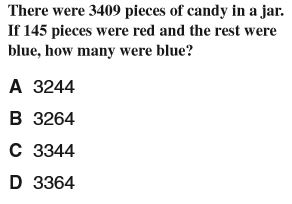 There were 3409 pieces of candy in a jar.
If 145 pieces were red and the rest were
blue, how many were blue?
A 3244
B 3264
C 3344
D 3364